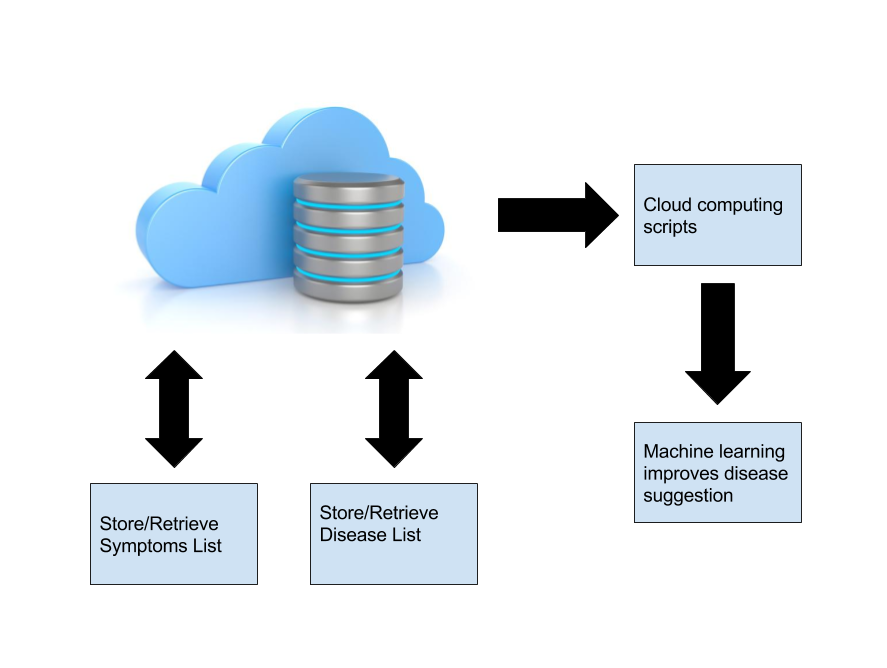 Cloud computing
scripts
Machine learning
improves disease
suggestion
Store/Retrieve
Symptoms List
Store/Retrieve
Disease List